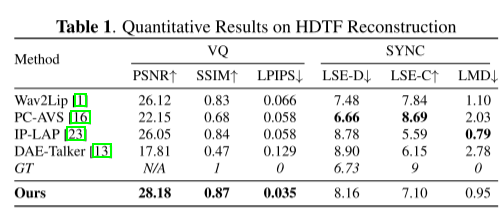 Table 1. Quantitative Results on HDTF Reconstruction
Method VQ SYNC
PSNR↑ SSIM↑ LPIPS↓ LSE-D↓ LSE-C↑ LMD↓
Wav2Lip [1] 26.12 0.83 0.066 7.48 7.84 1.10
PC-AVS [16] 22.15 0.68 0.058 6.66 8.69 2.03
IP-LAP [23] 26.05 0.84 0.058 8.78 5.59 0.79
DAE-Talker [13] 17.81 0.47 0.129 8.90 6.15 2.78
GT N/A 1 0 6.73 9 0
Ours 28.18 0.87 0.035 8.16 7.10 0.95